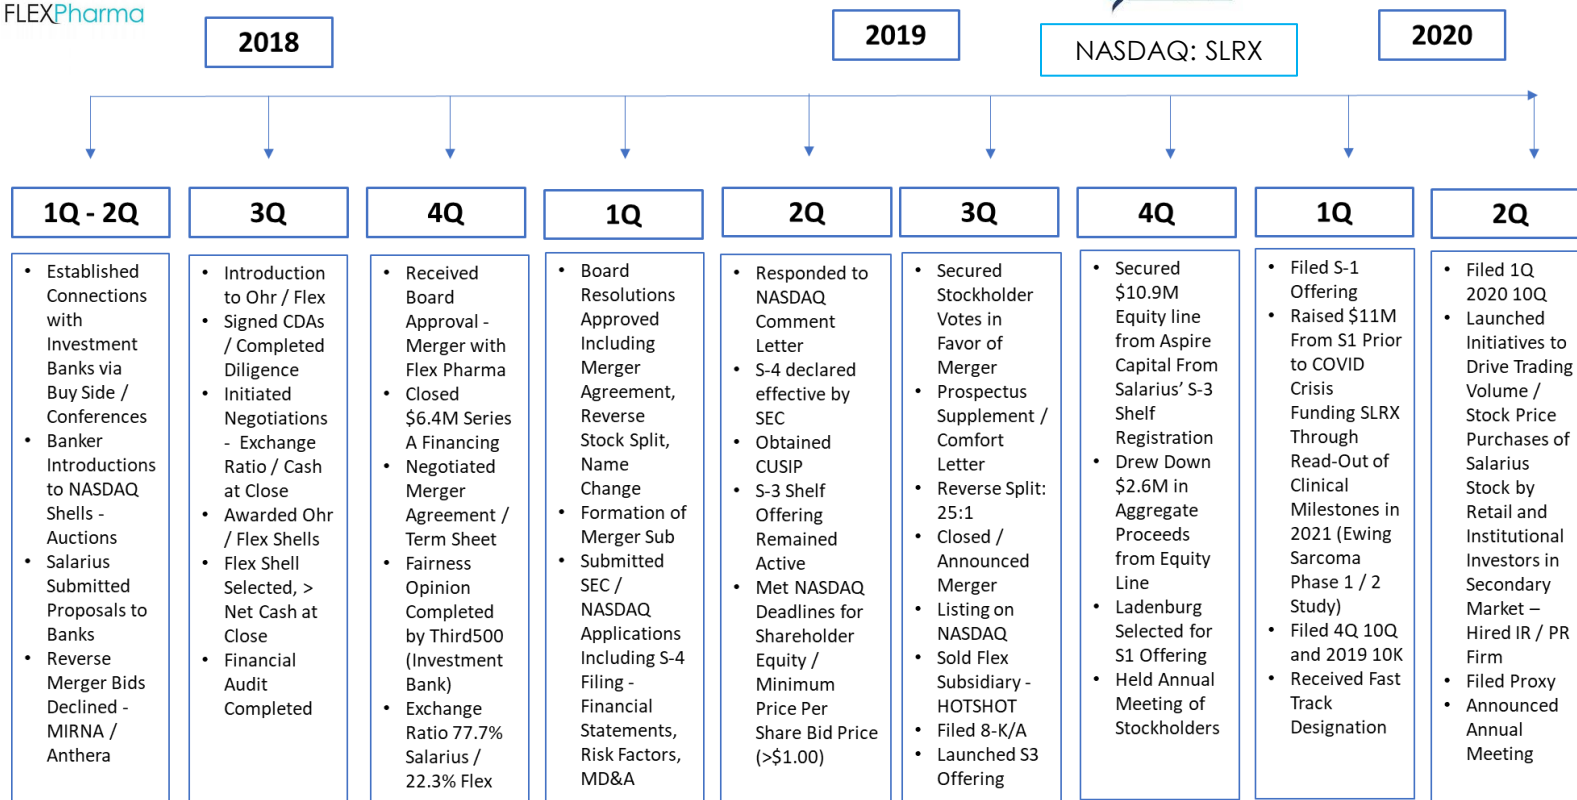 FLEXPharma
2018
2019
NASDAQ: SLRX
2020
1Q - 2Q
• Established
Connections
with
Investment
Banks via
Buy Side /
Conferences
• Banker
Introductions
to NASDAQ
Shells -
Auctions
• Salarius
Submitted
Proposals to
Banks
• Reverse
Merger Bids
Declined -
MIRNA /
Anthera
3Q
• Introduction
to Ohr / Flex
• Signed CDAs
/ Completed
Diligence
• Initiated
Negotiations
- Exchange
Ratio / Cash
at Close
• Awarded Ohr
/ Flex Shells
• Flex Shell
Selected, >
Net Cash at
Close
• Financial
Audit
Completed
4Q
• Received
Board
Approval -
Merger with
Flex Pharma
• Closed
$6.4M Series
A Financing
• Negotiated
Merger
Agreement /
Term Sheet
• Fairness
Opinion
Completed
by Third500
(Investment
Bank)
• Exchange
Ratio 77.7%
Salarius /
22.3% Flex
1Q
• Board
Resolutions
Approved
Including
Merger
Agreement,
Reverse
Stock Split,
Name
Change
• Formation of
Merger Sub
• Submitted
SEC /
NASDAQ
Applications
Including S-4
Filing -
Financial
Statements,
Risk Factors,
MD&A
2Q
• Responded to
NASDAQ
Comment
Letter
• S-4 declared
effective by
SEC
• Obtained
CUSIP
• S-3 Shelf
Offering
Remained
Active
• Met NASDAQ
Deadlines for
Shareholder
Equity /
Minimum
Price Per
Share Bid Price
(>$1.00)
3Q
• Secured
Stockholder
Votes in
Favor of
Merger
• Prospectus
Supplement /
Comfort
Letter
• Reverse Split:
25:1
• Closed /
Announced
Merger
• Listing on
NASDAQ
• Sold Flex
Subsidiary -
HOTSHOT
• Filed 8-K/A
• Launched S3
Offering
4Q
• Secured
$10.9M
Equity line
from Aspire
Capital From
Salarius’ S-3
Shelf
Registration
• Drew Down
$2.6M in
Aggregate
Proceeds
from Equity
Line
• Ladenburg
Selected for
S1 Offering
• Held Annual
Meeting of
Stockholders
1Q
• Filed S-1
Offering
• Raised $11M
From S1 Prior
to COVID
Crisis
Funding SLRX
Through
Read-Out of
Clinical
Milestones in
2021 (Ewing
Sarcoma
Phase 1 / 2
Study)
• Filed 4Q 10Q
and 2019 10K
• Received Fast
Track
Designation
2Q
• Filed 1Q
2020 10Q
• Launched
Initiatives to
Drive Trading
Volume /
Stock Price
Purchases of
Salarius
Stock by
Retail and
Institutional
Investors in
Secondary
Market –
Hired IR / PR
Firm
• Filed Proxy
• Announced
Annual
Meeting